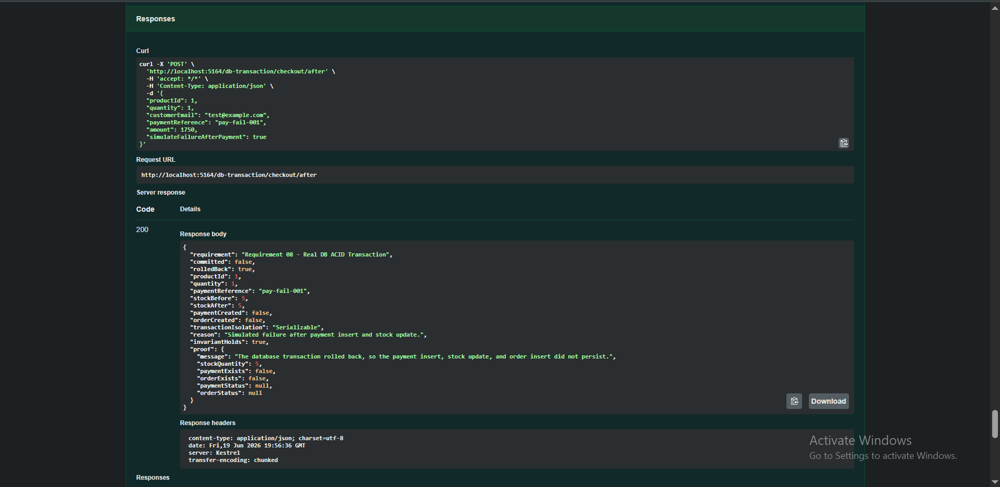 Responses
Curl
curl -X 'POST' \
  'http://localhost:5164/db-transaction/checkout/after' \
  -H 'accept: */*' \
  -H 'Content-Type: application/json' \
  -d '{
  "productId": 1,
  "quantity": 1,
  "customerEmail": "test@example.com",
  "paymentReference": "pay-fail-001",
  "amount": 1750,
  "simulateFailureAfterPayment": true
}'
Request URL
http://localhost:5164/db-transaction/checkout/after
Server response
Code Details
200
Response body
{
  "requirement": "Requirement 08 - Real DB ACID Transaction",
  "committed": false,
  "rolledBack": true,
  "productId": 1,
  "quantity": 1,
  "paymentReference": "pay-fail-001",
  "stockBefore": 5,
  "stockAfter": 5,
  "paymentCreated": false,
  "orderCreated": false,
  "transactionIsolation": "Serializable",
  "reason": "Simulated failure after payment insert and stock update.",
  "invariantHolds": true,
  "proof": {
    "message": "The database transaction rolled back, so the payment insert, stock update, and order insert did not persist.",
    "stockQuantity": 5,
    "paymentExists": false,
    "orderExists": false,
    "paymentStatus": null,
    "orderStatus": null
  }
}
Download
Response headers
content-type: application/json; charset=utf-8
date: Fri,19 Jun 2026 19:56:36 GMT
server: Kestrel
transfer-encoding: chunked
Activate Windows
Go to Settings to activate Windows.
Responses